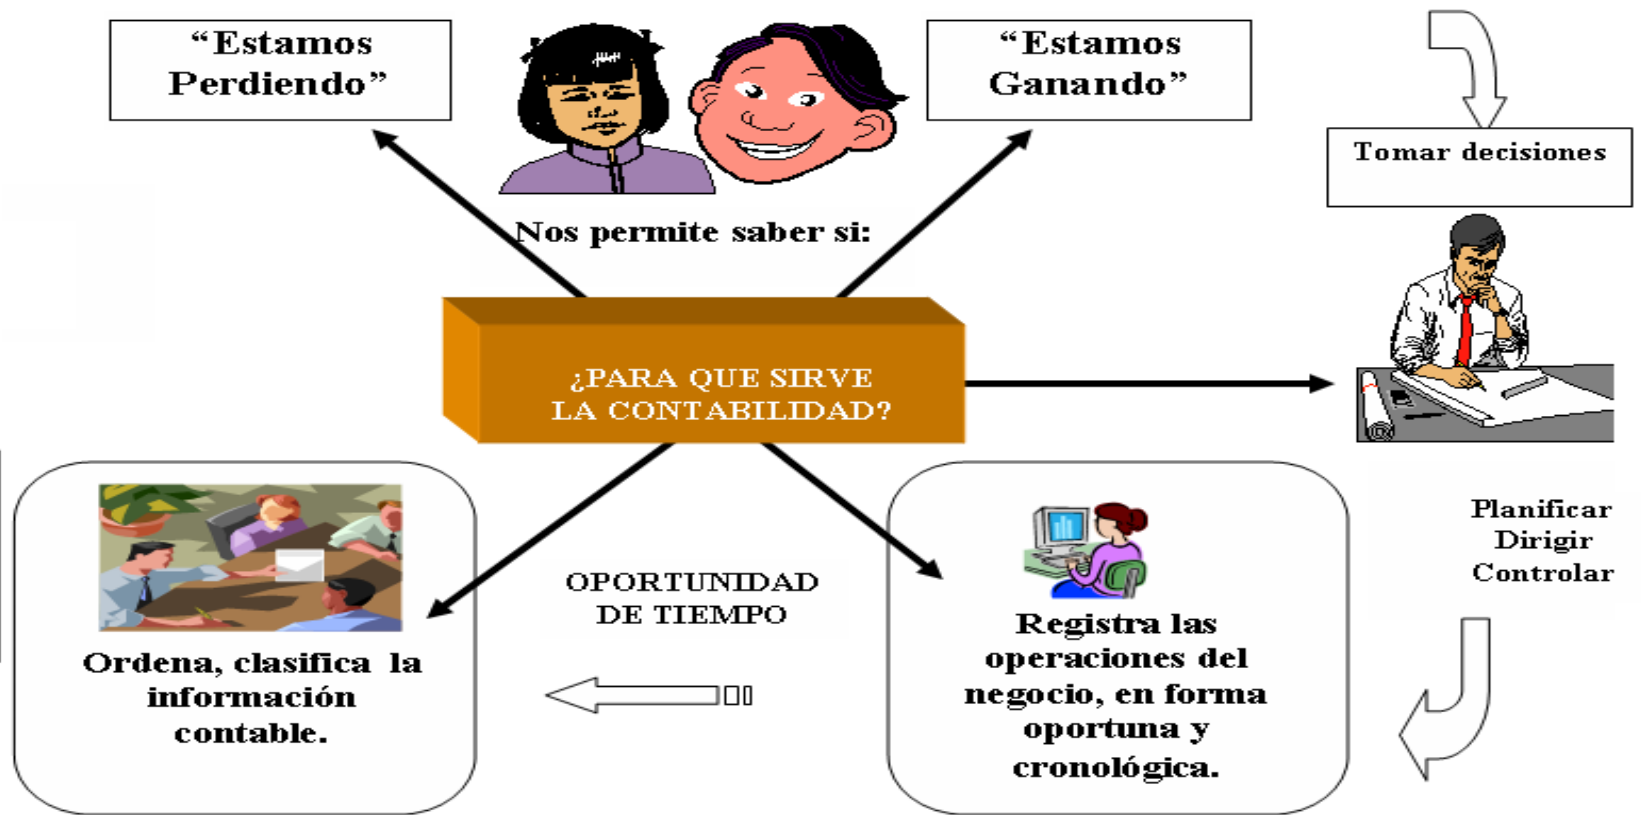 “Estamos
Perdiendo”
“Estamos
Ganando”
Tomar decisiones
Nos permite saber si:
¿PARA QUE SIRVE
LA CONTABILIDAD?
Planificar
Dirigir
Controlar
OPORTUNIDAD
DE TIEMPO
Ordena, clasifica la
información
contable.
Registra las
operaciones del
negocio, en forma
oportuna y
cronológica.